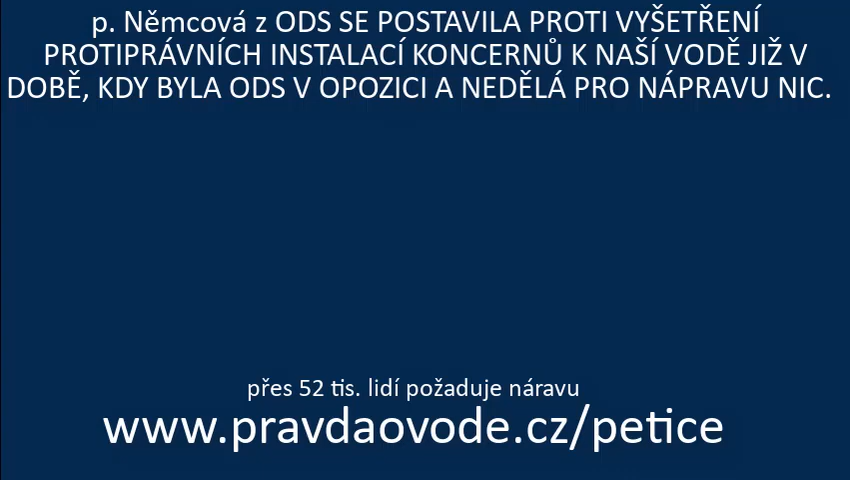 p. Němcová z ODS SE POSTAVILA PROTI VYŠETŘENÍ
PROTIPRÁVNÍCH INSTALACÍ KONCERNŮ K NAŠÍ VODĚ JIŽ V
DOBĚ, KDY BYLA ODS V OPOZICI A NEDĚLÁ PRO NÁPRAVU NIC.
přes 52 tis. lidí požaduje náravu
www.pravdaovode.cz/petice